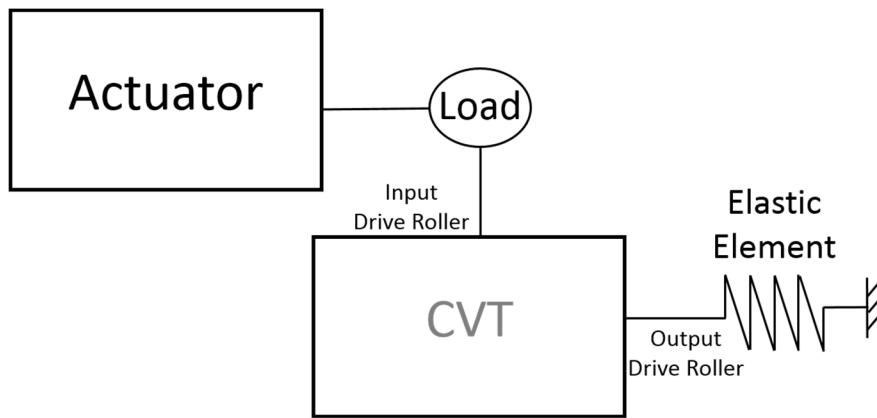 Actuator
Load
Input
Drive Roller
Elastic
Element
CVT
Output
Drive Roller